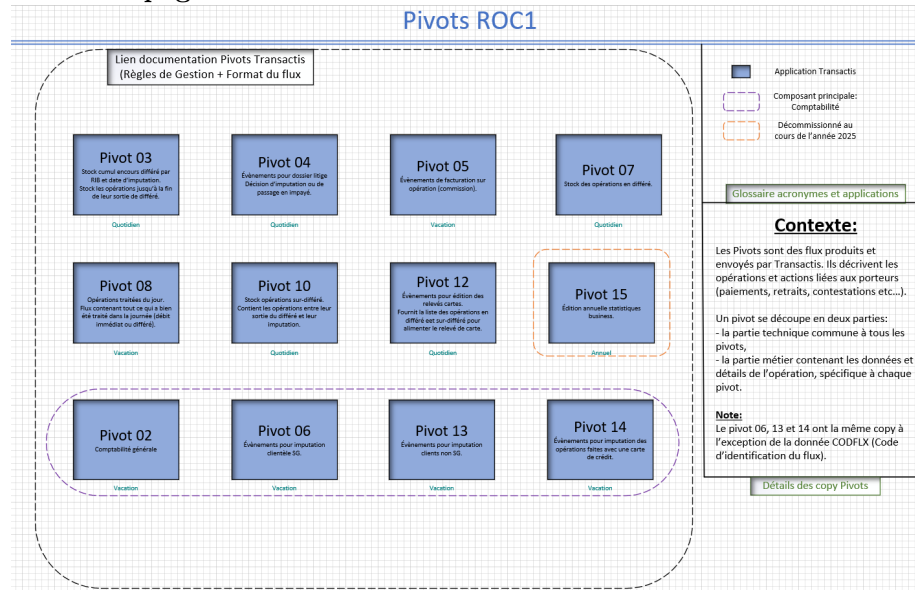 Pivots ROC1
Lien documentation Pivots Transactis
(Règles de Gestion + Format du flux
Pivot 03
Stock cumul encours différé par
RIB et date d'imputation.
Stock les opérations jusqu'à la fin
de leur sortie de différé.
Quotidien
Pivot 04
Évènements pour dossier litige
Décision d'imputation ou de
passage en impayé.
Quotidien
Pivot 05
Évènements de facturation sur
opération (commission).
Vacation
Pivot 07
Stock des opérations en différé.
Quotidien
Pivot 08
Opérations traitées du jour.
Flux contenant tout ce qui s bien
été traité dans la journée (débit
immédiat ou différé).
Vacation
Pivot 10
Stock opérations sur-différé.
Contient les opérations entre leur
sortie du différé et leur
imputation.
Quotidien
Pivot 12
Évènements pour édition des
relevés cartes.
Fournit la liste des opérations en
différé eet sur-différé pour
alimenter le relevé de carte.
Quotidien
Pivot 15
Édition annuelle statistiques
business.
Annuel
Pivot 02
Comptabilité générale
Vacation
Pivot 06
Évènements pour imputation
clientèle SG.
Vacation
Pivot 13
Évènements pour imputation
clients non SG.
Vacation
Pivot 14
Évènements pour imputation des
opérations faites avec une carte
de crédit.
Vacation
Application Transactis
Composant principale:
Comptabilité
Décommissioné au
cours de l'année 2025
Glossaire acronymes et applications
Contexte:
Les Pivots sont des flux produits et
envoyés par Transactis. Ils décrivent les
opérations et actions liées aux porteurs
(paiements, retraits, contestations etc...).
Un pivot se découpe en deux parties:
- la partie technique commune à tous les
pivots,
- la partie métier contenant les données et
détails de l'opération, spécifique à chaque
pivot.
Note:
Le pivot 06, 13 et 14 ont la même copy à
l'exception de la donnée CODFLX (Code
d'identification du flux).
Détails des copy Pivots